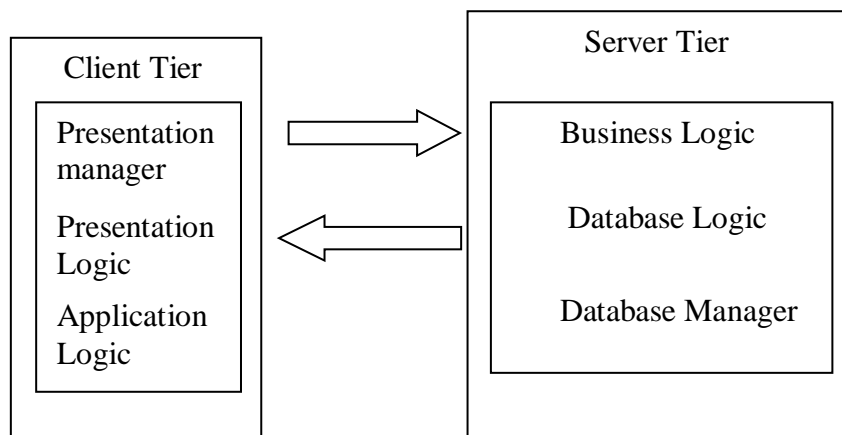 Client Tier
Presentation
manager
Presentation
Logic
Application
Logic
Server Tier
Business Logic
Database Logic
Database Manager